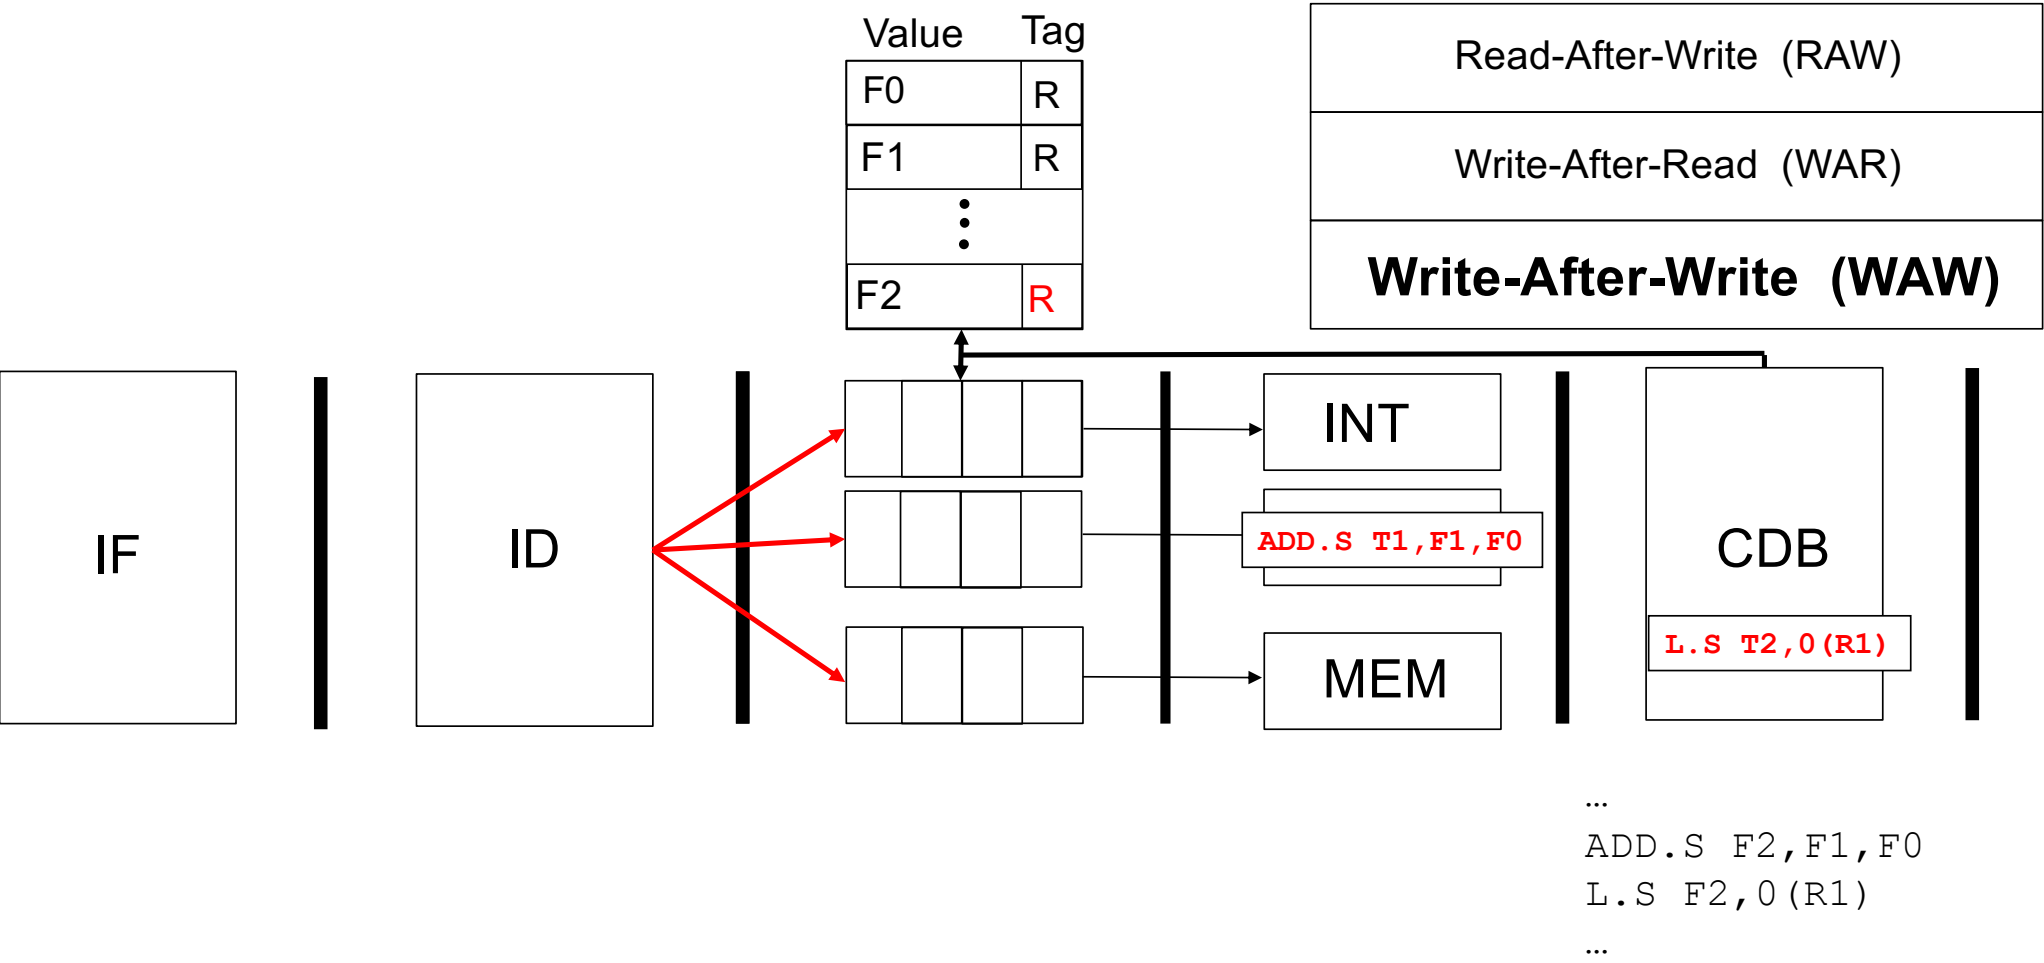 Value Tag
F0 R
F1 R
F2 R
Read-After-Write (RAW)
Write-After-Read (WAR)
Write-After-Write (WAW)
IF
ID
INT
ADD.S T1,F1,F0
MEM
CDB
L.S T2,0(R1)
…
ADD.S F2,F1,F0
L.S F2,0(R1)
…